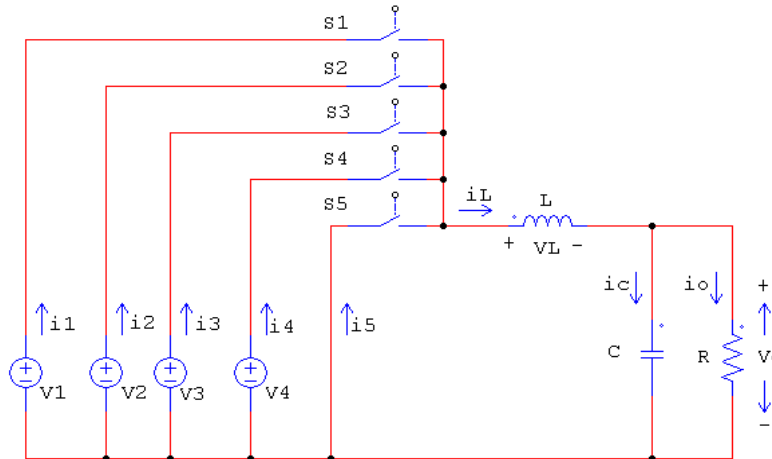 S1
S2
S3
S4
S5
iL
L
+ VL -
ic
io
+
i1
i2
i3
i4
i5
V1
V2
V3
V4
C
R
V
-